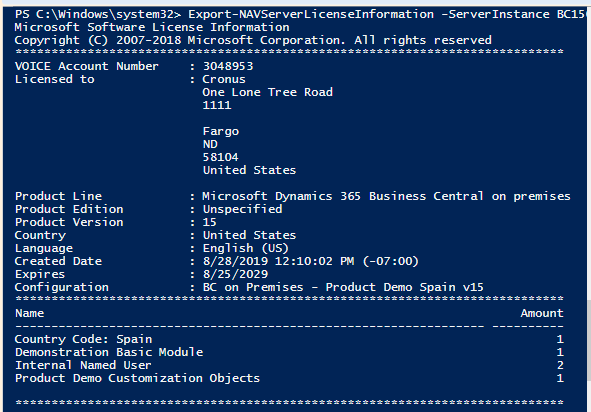 PS C:\Windows\system32> Export-NAVServerLicenseInformation -ServerInstance BC15
Microsoft Software License Information
Copyright (C) 2007-2018 Microsoft Corporation. All rights reserved
*****************************************************************************
VOICE Account Number : 3048953
Licensed to : Cronus
One Lone Tree Road
1111
Fargo
ND
58104
United States
Product Line : Microsoft Dynamics 365 Business Central on premises
Product Edition : Unspecified
Product Version : 15
Country : United States
Language : English (US)
Created Date : 8/28/2019 12:10:02 PM (-07:00)
Expires : 8/25/2029
Configuration : BC on Premises - Product Demo Spain v15
*****************************************************************************
Name Amount
------------------------------------------------------------------ ----------
Country Code: Spain 1
Demonstration Basic Module 1
Internal Named User 2
Product Demo Customization Objects 1
*****************************************************************************